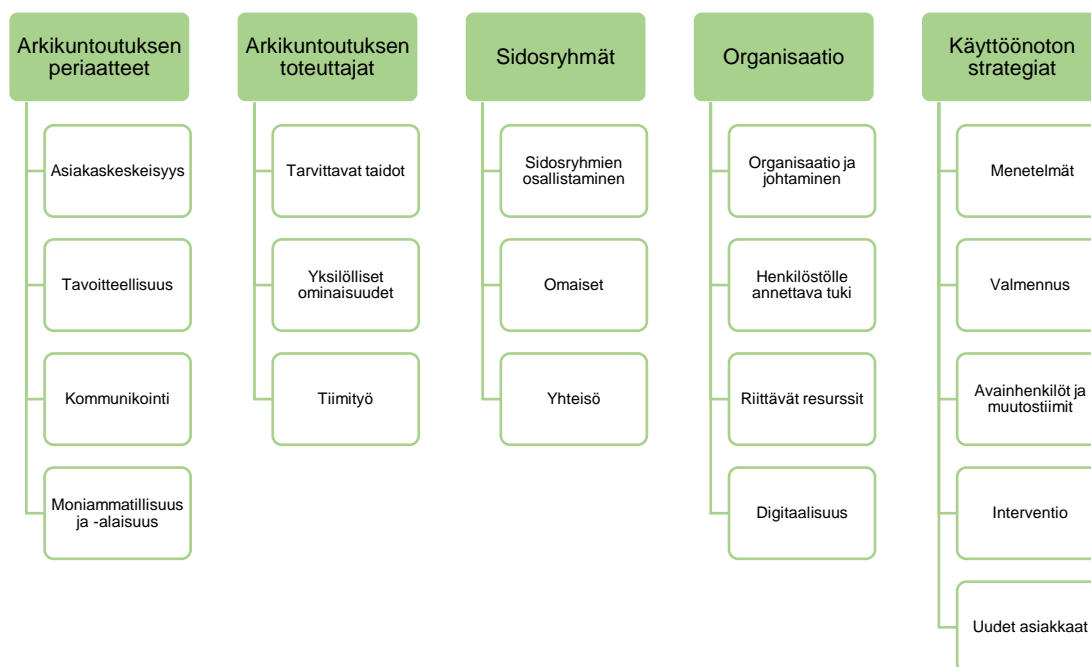 Arkikuntoutuksen
periaatteet
Asiakaskeskeisyys
Tavoitteellisuus
Kommunikointi
Moniammatillisuus
ja -alaisuus
Arkikuntoutuksen
toteuttajat
Tarvittavat taidot
Yksilölliset
ominaisuudet
Tiimityö
Sidosryhmät
Sidosryhmien
osallistaminen
Omaiset
Yhteisö
Organisaatio
Organisaatio ja
johtaminen
Henkilöstölle
annettava tuki
Riittävät resurssit
Digitaalisuus
Käyttöönoton
strategiat
Menetelmät
Valmennus
Avainhenkilöt ja
muutostiimit
Interventio
Uudet asiakkaat